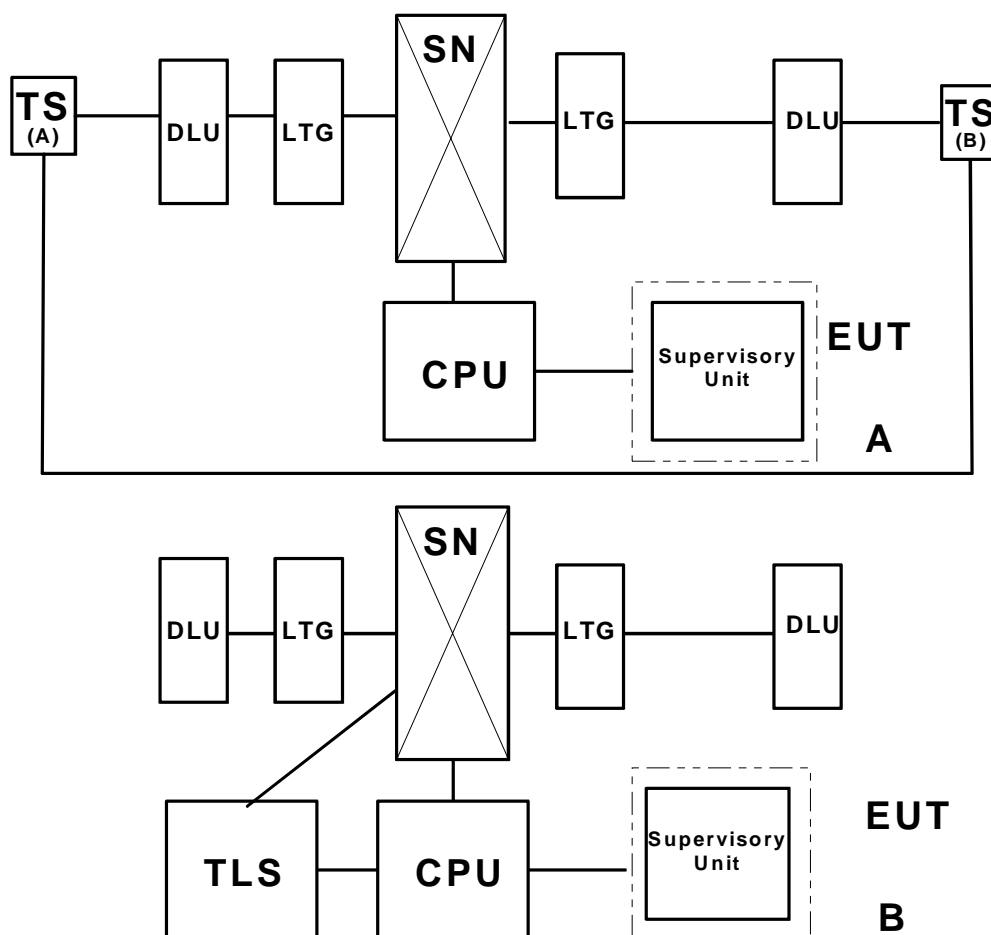 SN
TS
(A)
DLU
LTG
LTG
DLU
TS
(B)
CPU
Supervisory
Unit
EUT
A
SN
DLU
LTG
LTG
DLU
TLS
CPU
Supervisory
Unit
EUT
B